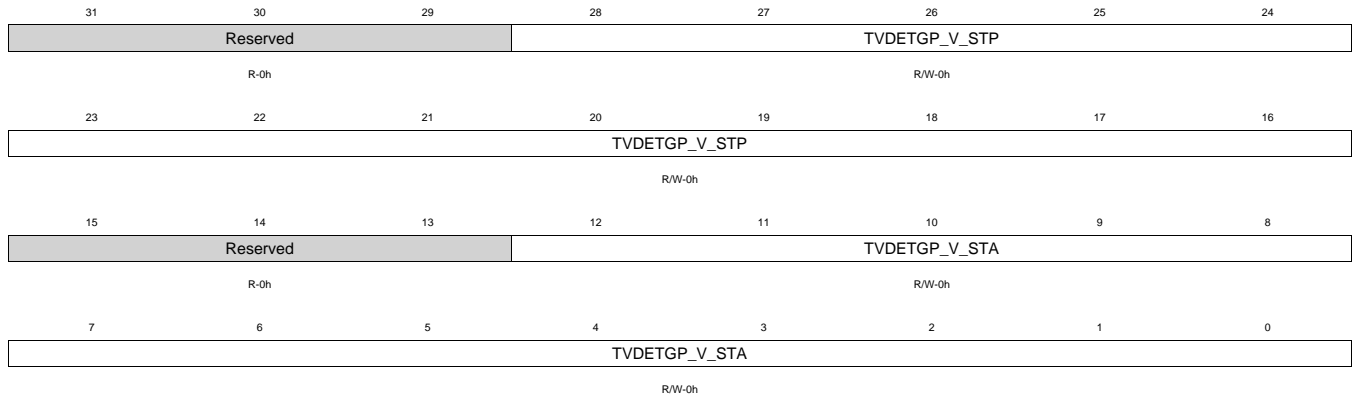 31 30 29 28 27 26 25 24
Reserved TVDETGP_V_STP
R-0h R/W-0h
23 22 21 20 19 18 17 16
TVDETGP_V_STP
R/W-0h
15 14 13 12 11 10 9 8
Reserved TVDETGP_V_STA
R-0h R/W-0h
7 6 5 4 3 2 1 0
TVDETGP_V_STA
R/W-0h